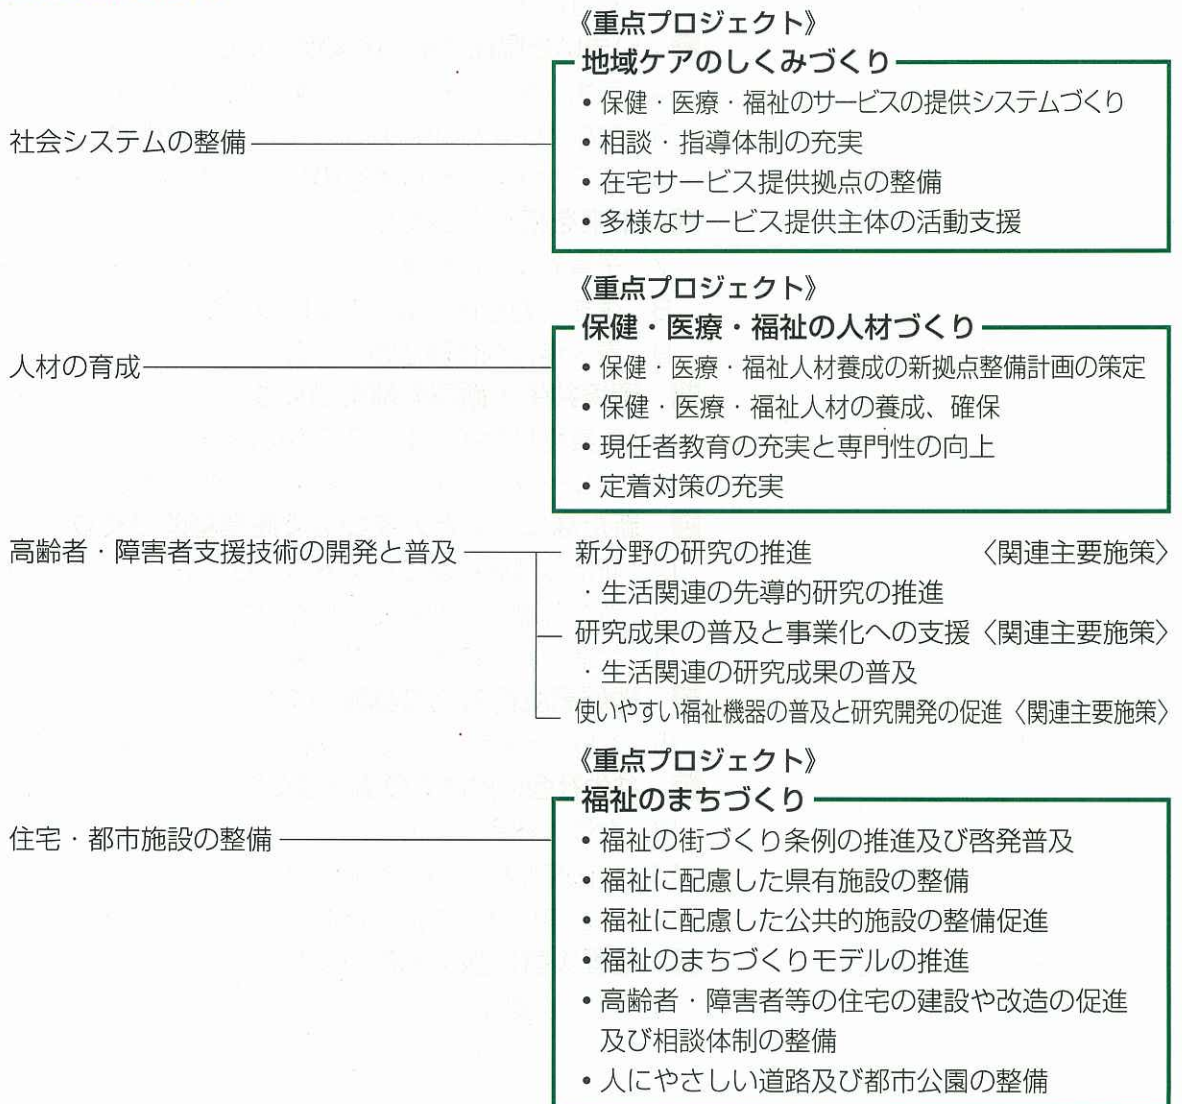 《重点プロジェクト》
地域ケアのしくみづくり
社会システムの整備
• 保健・医療・福祉のサービスの提供システムづくり
• 相談・指導体制の充実
• 在宅サービス提供拠点の整備
• 多様なサービス提供主体の活動支援
《重点プロジェクト》
保健・医療・福祉の人材づくり
人材の育成
• 保健・医療・福祉人材養成の新拠点整備計画の策定
• 保健・医療・福祉人材の養成、確保
• 現任者教育の充実と専門性の向上
• 定着対策の充実
高齢者・障害者支援技術の開発と普及
新分野の研究の推進 〈関連主要施策〉
・生活関連の先導的研究の推進
研究成果の普及と事業化への支援 〈関連主要施策〉
・生活関連の研究成果の普及
使いやすい福祉機器の普及と研究開発の促進 〈関連主要施策〉
《重点プロジェクト》
福祉のまちづくり
住宅・都市施設の整備
• 福祉の街づくり条例の推進及び啓発普及
• 福祉に配慮した県有施設の整備
• 福祉に配慮した公共的施設の整備促進
• 福祉のまちづくりモデルの推進
• 高齢者・障害者等の住宅の建設や改造の促進
及び相談体制の整備
• 人にやさしい道路及び都市公園の整備